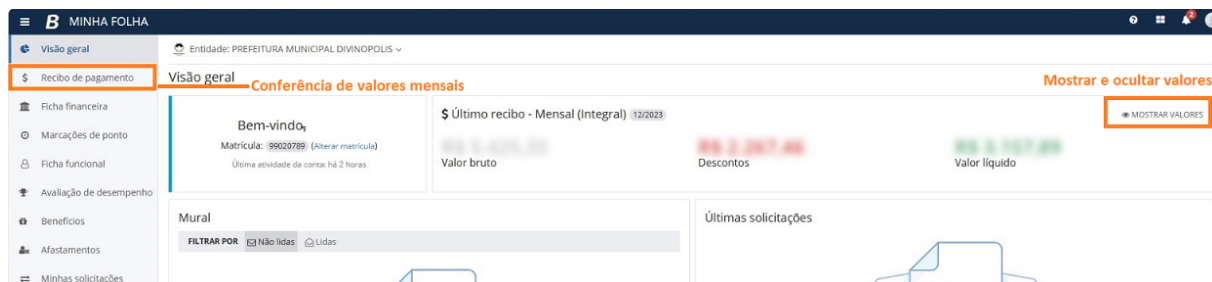 B MINHA FOLHA
2
Visão geral
Entidade: PREFEITURA MUNICIPAL DIVINOPOLIS
Recibo de pagamento
Visão geral
Conferência de valores mensais
Mostrar e ocultar valores
Ficha financeira
Marcações de ponto
Ficha funcional
Avaliação de desempenho
Benefícios
Afastamentos
Minhas solicitações
Bem-vindo,
Matrícula: 99020789 (Alterar matrícula)
Última atividade da conta: há 2 horas
$ Último recibo - Mensal (Integral) 12/2023
MOSTRAR VALORES
Valor bruto
Descontos
Valor líquido
Mural
FILTRAR POR Não lidas Lidas
Últimas solicitações